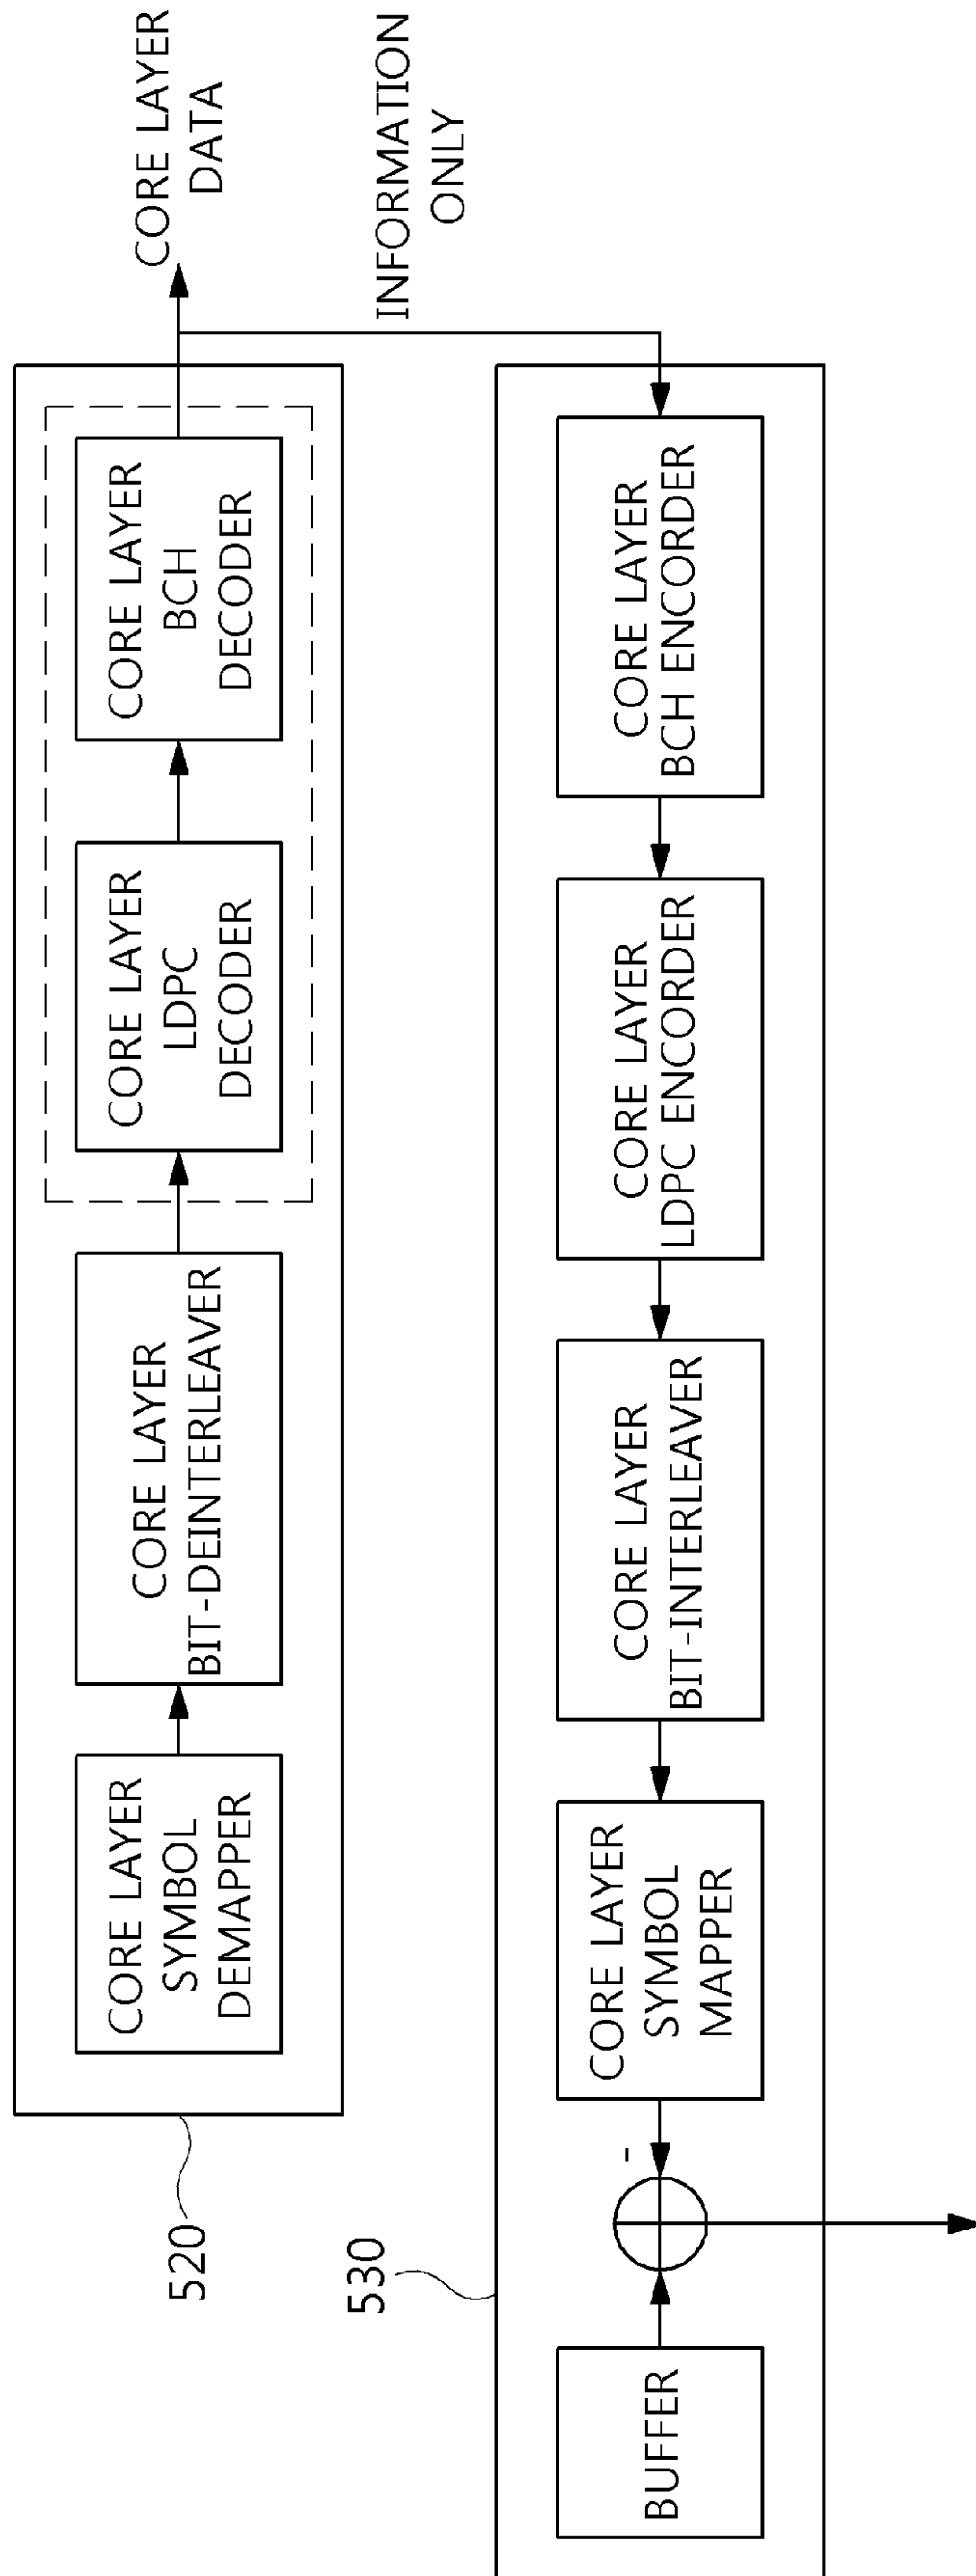 520
CORE LAYER
SYMBOL
DEMAPPER
CORE LAYER
BIT-DEINTERLEAVER
CORE LAYER
LDPC
DECODER
CORE LAYER
BCH
DECODER
CORE LAYER
DATA
INFORMATION
ONLY
530
BUFFER
-
CORE LAYER
SYMBOL
MAPPER
CORE LAYER
BIT-INTERLEAVER
CORE LAYER
LDPC ENCORDER
CORE LAYER
BCH ENCORDER